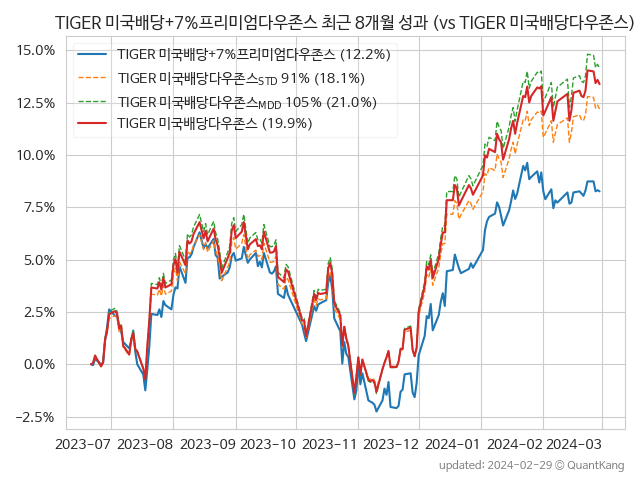 TIGER 미국배당+7%프리미엄다우존스 최근 8개월 성과 (vs TIGER 미국배당다우존스)
TIGER 미국배당+7%프리미엄다우존스 (12.2%)
TIGER 미국배당다우존스STD 91% (18.1%)
TIGER 미국배당다우존스MDD 105% (21.0%)
TIGER 미국배당다우존스 (19.9%)
15.0%
12.5%
10.0%
7.5%
5.0%
2.5%
0.0%
−2.5%
2023−07 2023−08 2023−09 2023−10 2023−11 2023−12 2024−01 2024−02 2024−03
updated: 2024-02-29 © QuantKang